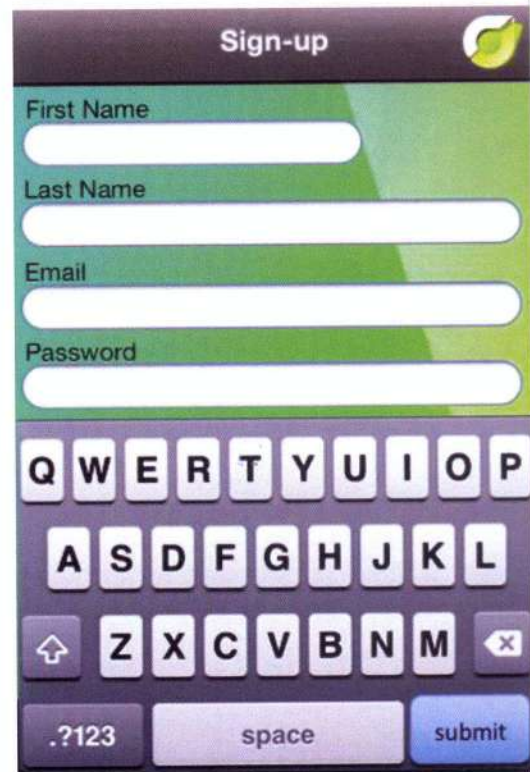 Sign-up
First Name
Last Name
Email
Password
Q W E R T Y U I O P
A S D F G H J K L
Z X C V B N M
.?123 space submit